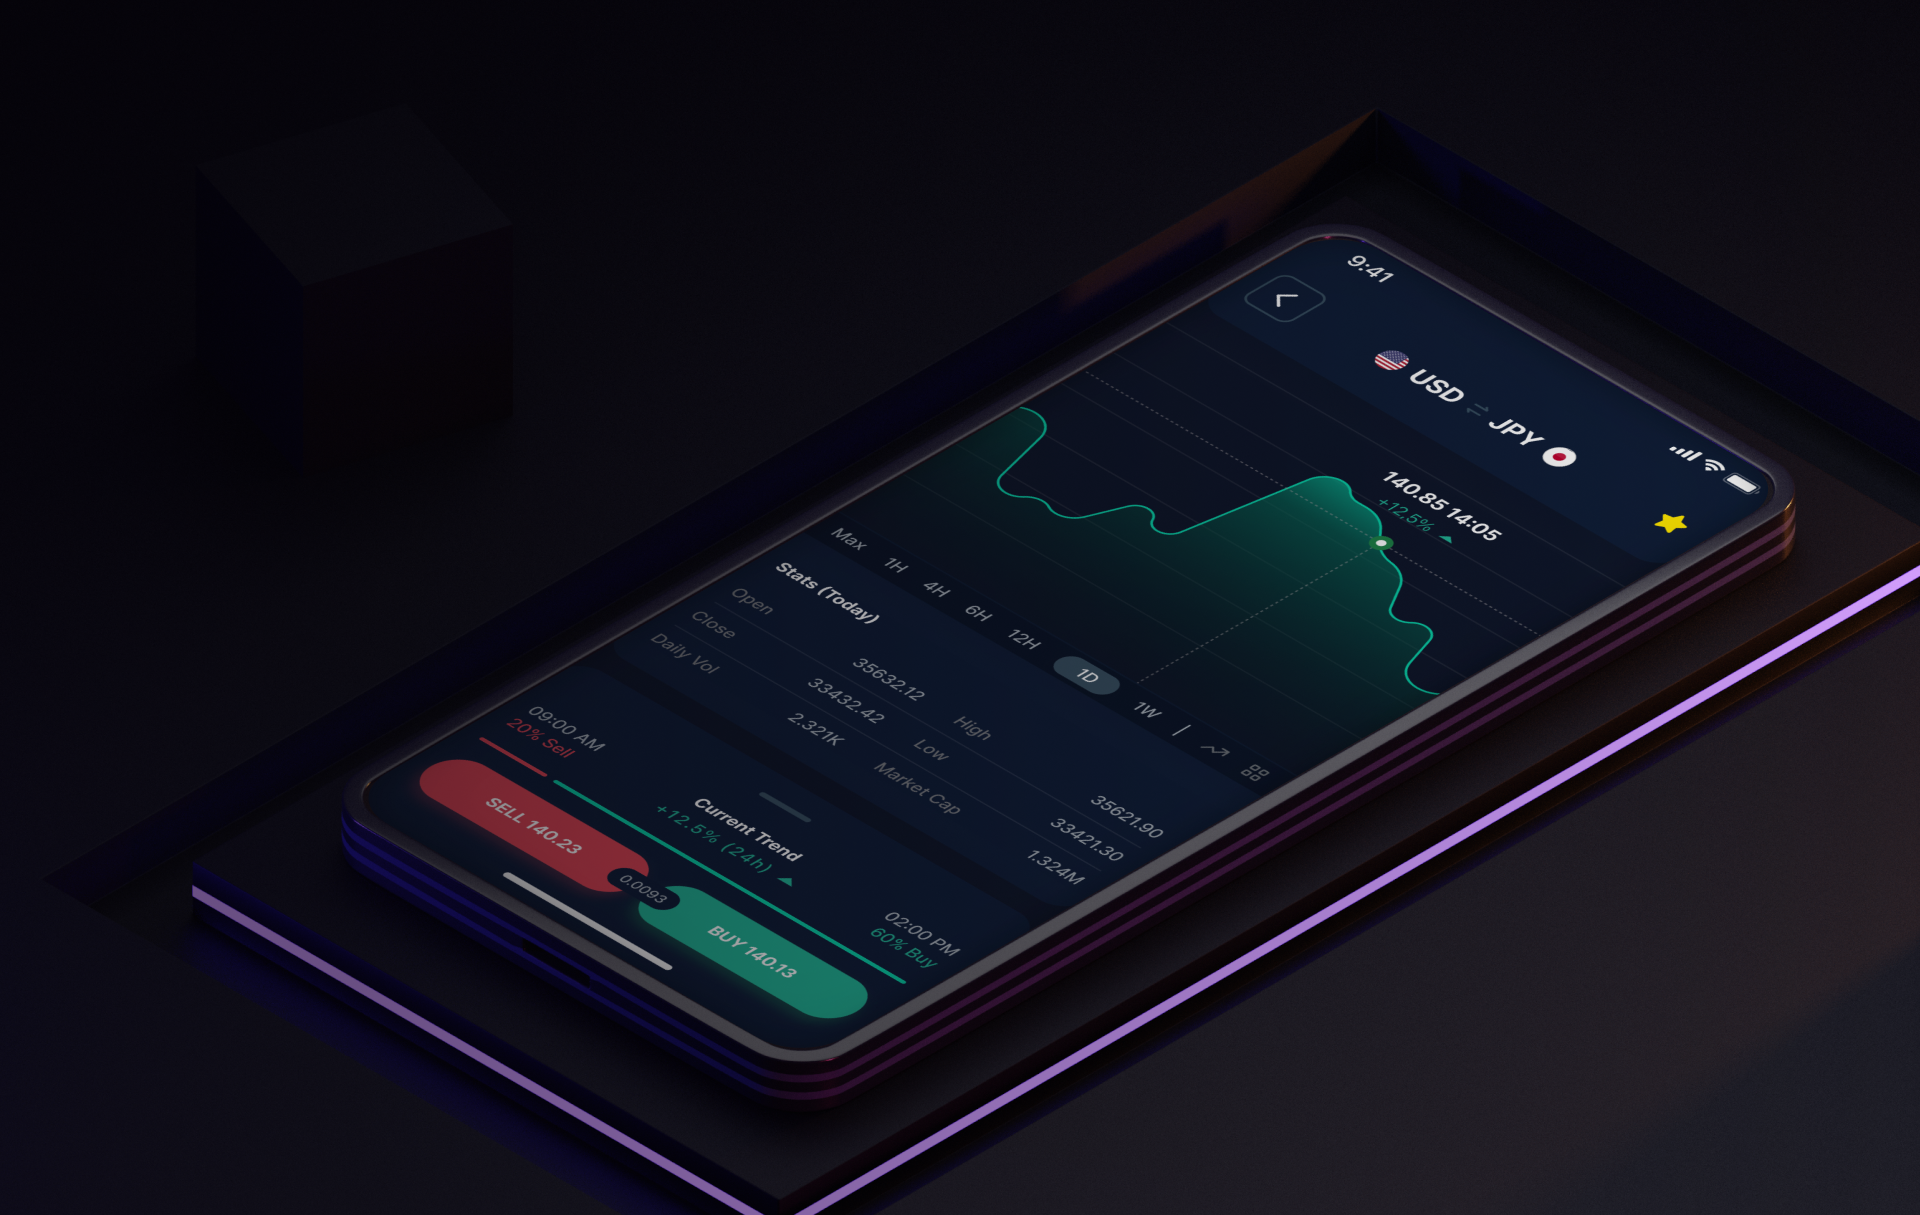 9:41
USD JPY
140.85 14:05
+12.5%
Max 1H 4H 6H 12H 1D 1W |
Stats (Today)
Open 35632.12 High 35621.90
Close 33432.42 Low 33421.30
Daily Vol 2.321K Market Cap 1.324M
Current Trend
09:00 AM +12.5% (24h) 02:00 PM
20% Sell 60% Buy
SELL 140.23 0.0093 BUY 140.13